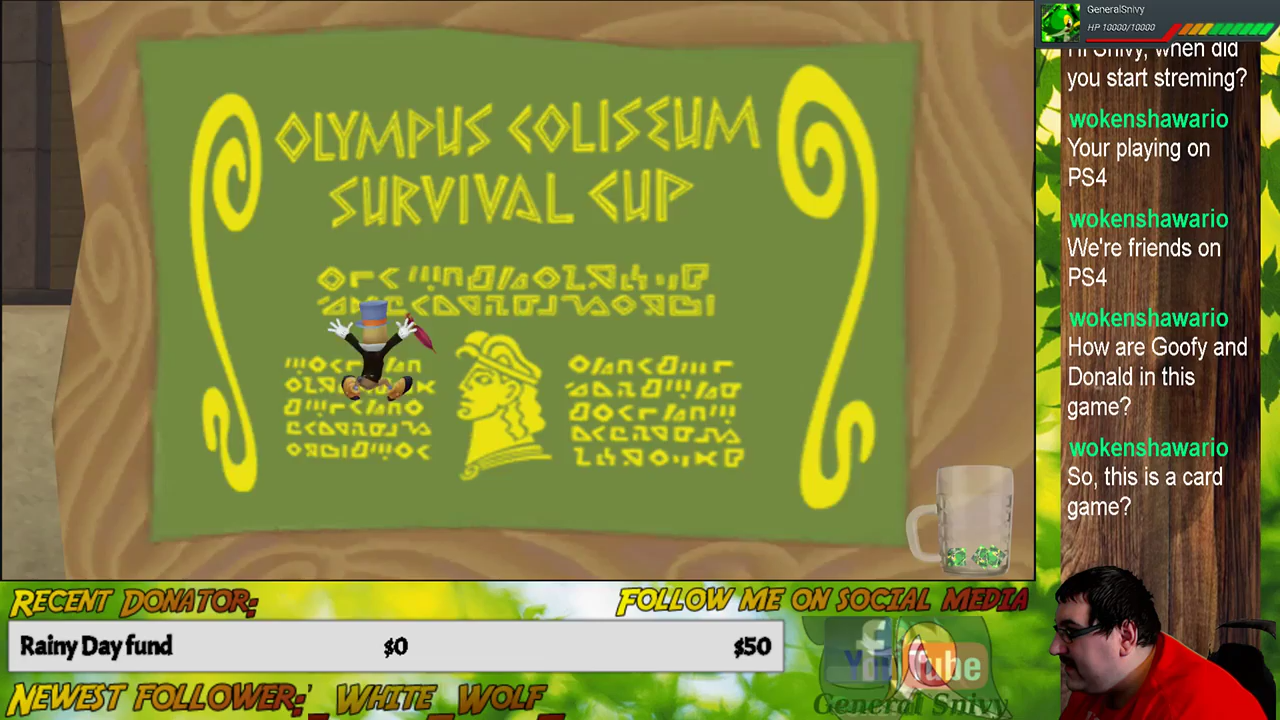 GeneralSnivy
HP 10000/10000
Hi Snivy, when did
you start streming?
wokenshawario
Your playing on
PS4
wokenshawario
We're friends on
PS4
wokenshawario
How are Goofy and
Donald in this
game?
wokenshawario
So, this is a card
game?
OLYMPUS COLISEUM
SURVIVAL CUP
RECENT DONATOR:
FOLLOW ME ON SOCIAL MEDIA
Rainy Day fund $0 $50
f
YouTube
General Snivy
NEWEST FOLLOWER: WHITE_WOLF_